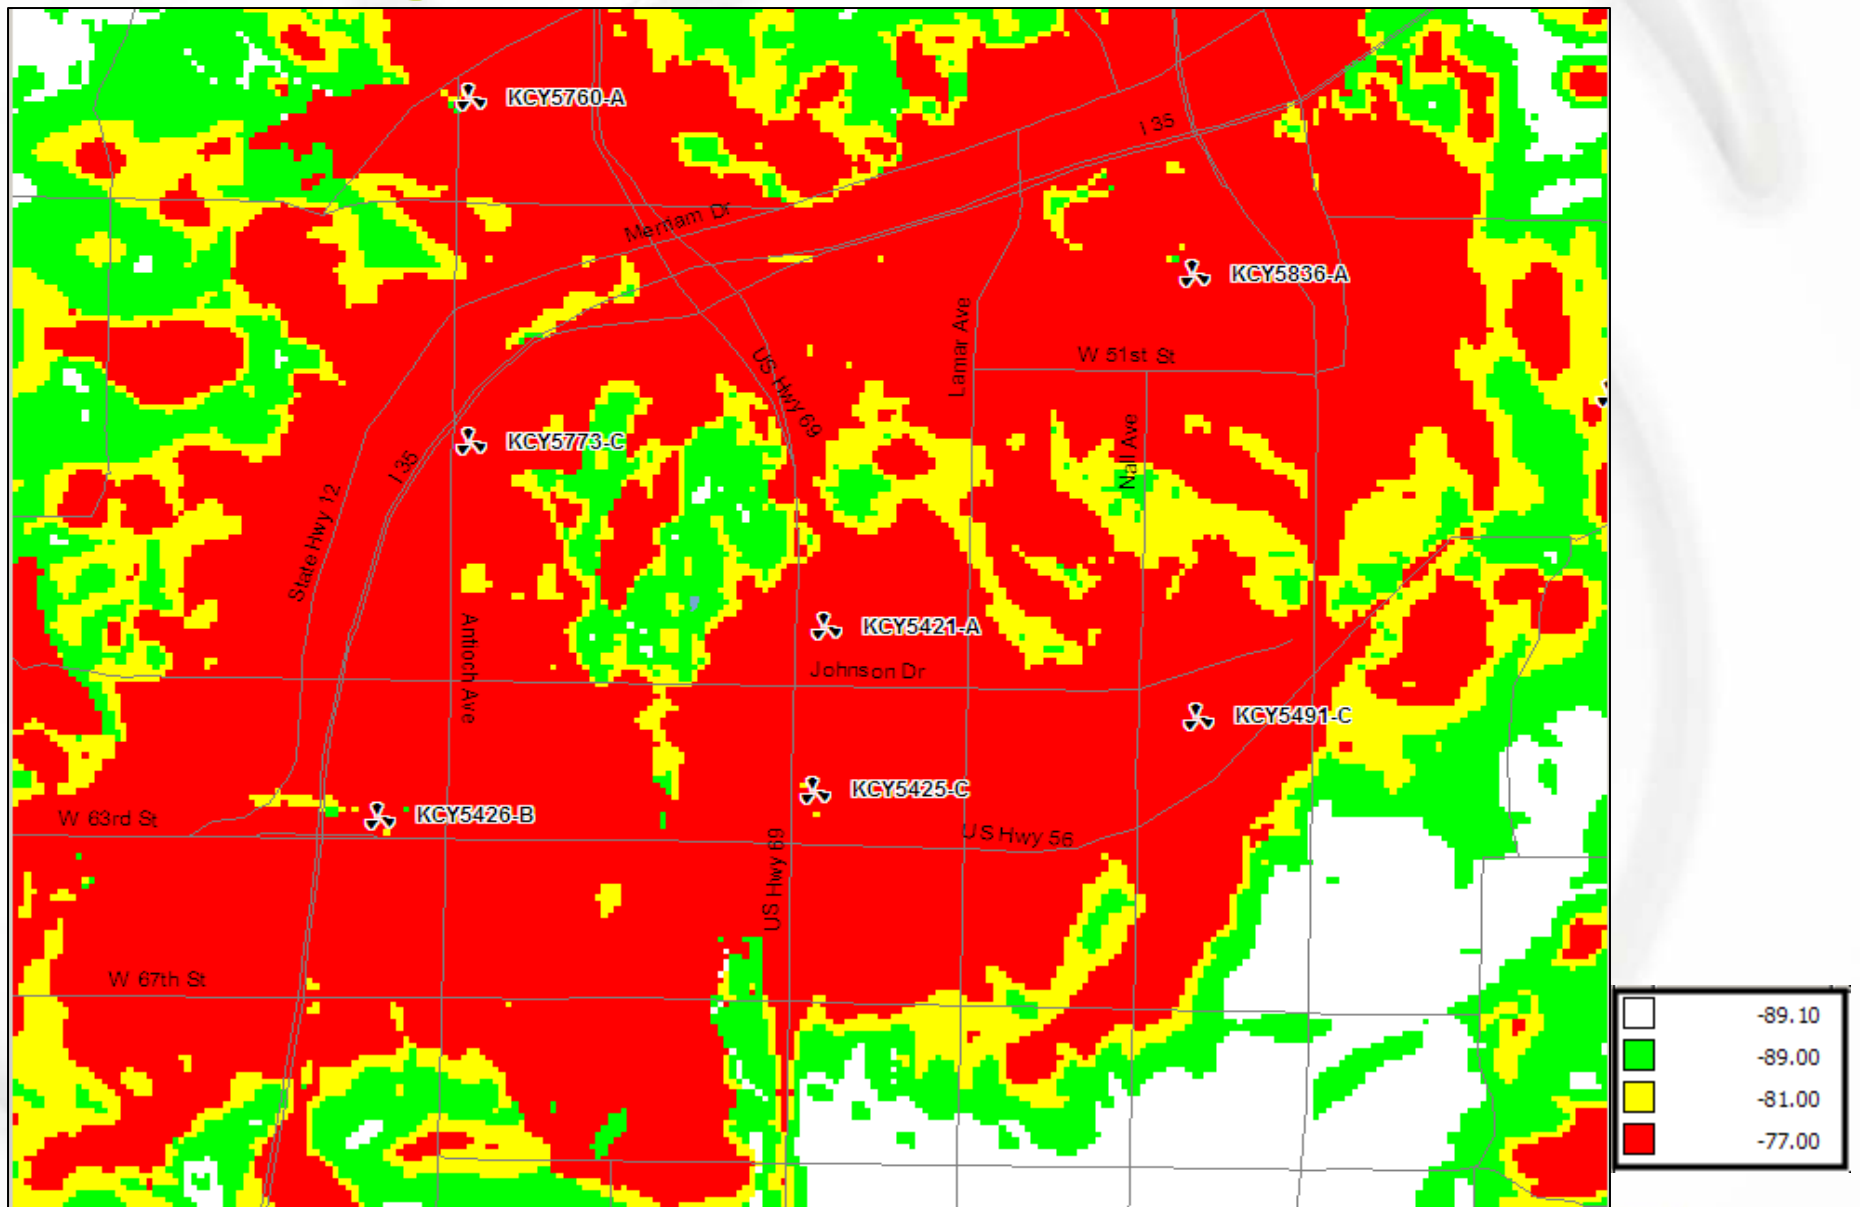 KCY5760-A
I 35
Merriam Dr
KCY5836-A
Lamar Ave
W 51st St
US Hwy 69
KCY5773-C
I 35
Nall Ave
State Hwy 12
KCY5421-A
Antioch Ave
Johnson Dr
KCY5491-C
KCY5425-C
KCY5426-B
W 63rd St
US Hwy 56
US Hwy 69
W 67th St
-89.10
-89.00
-81.00
-77.00